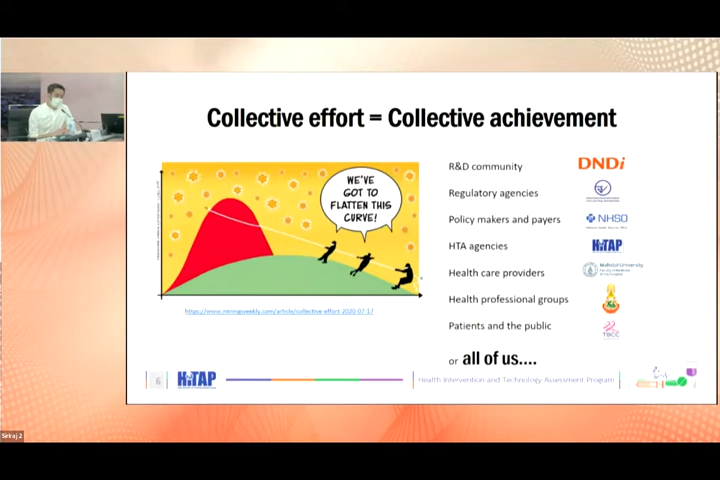 Collective effort = Collective achievement
WE'VE
GOT TO
FLATTEN THIS
CURVE!
https://www.miningweekly.com/article/collective-effort-2020-07-17
R&D community
DNDi
Regulatory agencies
Policy makers and payers
NHSO
HTA agencies
HITAP
Health care providers
Mahidol University
Health professional groups
Patients and the public
TBCC
or all of us....
6
HITAP
Health Intervention and Technology Assessment Program
Siriraj 2